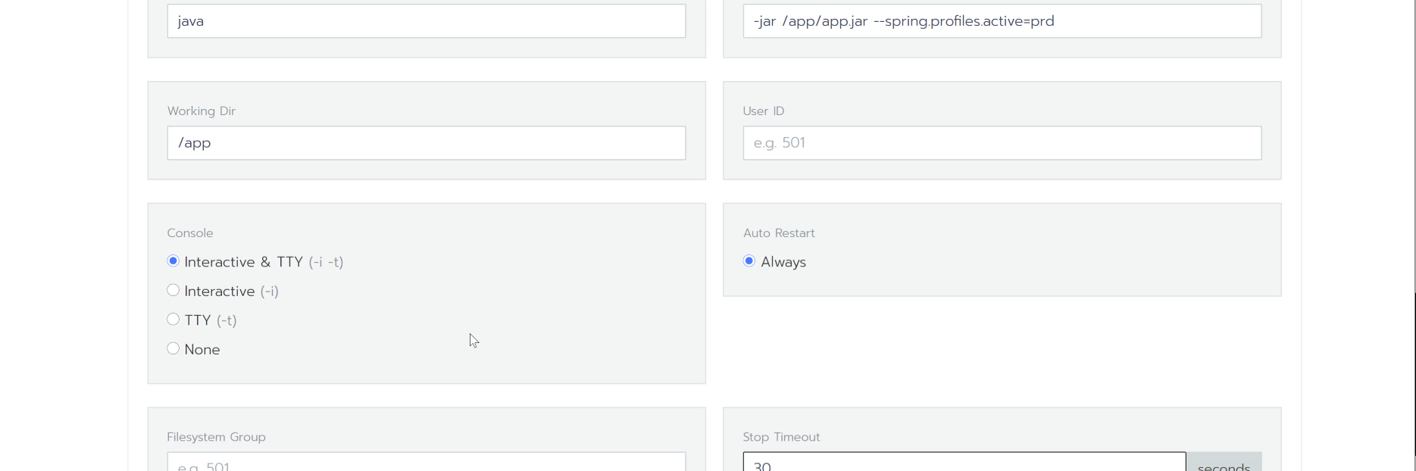 java
-jar /app/app.jar --spring.profiles.active=prd
Working Dir
User ID
/app
e.g. 501
Console
Auto Restart
Interactive & TTY (-i -t)
Always
Interactive (-i)
TTY (-t)
None
Filesystem Group
Stop Timeout
e.g. 501
30
seconds